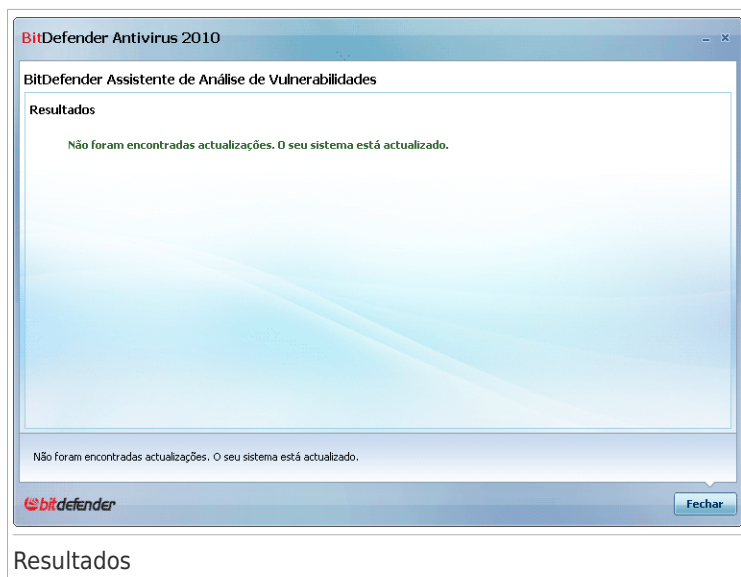 BitDefender Antivirus 2010
BitDefender Assistente de Análise de Vulnerabilidades
Resultados
Não foram encontradas actualizações. O seu sistema está actualizado.
Não foram encontradas actualizações. O seu sistema está actualizado.
bitdefender
Fechar
Resultados